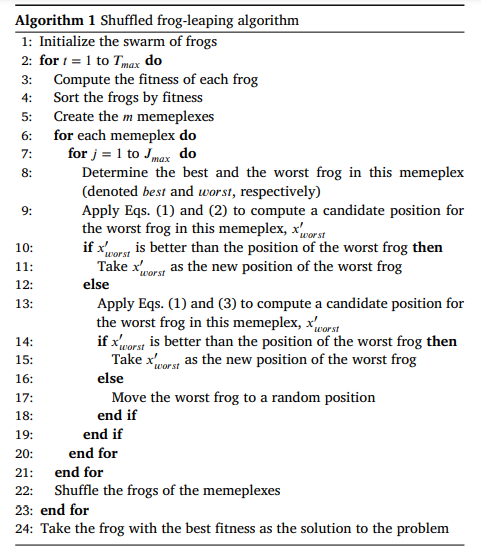 Algorithm 1 Shuffled frog-leaping algorithm
1: Initialize the swarm of frogs
2: for t = 1 to Tmax do
3: Compute the fitness of each frog
4: Sort the frogs by fitness
5: Create the m memeplexes
6: for each memeplex do
7: for j = 1 to Jmax do
8: Determine the best and the worst frog in this memeplex
(denoted best and worst, respectively)
9: Apply Eqs. (1) and (2) to compute a candidate position for
the worst frog in this memeplex, x′worst
10: if x′worst is better than the position of the worst frog then
11: Take x′worst as the new position of the worst frog
12: else
13: Apply Eqs. (1) and (3) to compute a candidate position for
the worst frog in this memeplex, x′worst
14: if x′worst is better than the position of the worst frog then
15: Take x′worst as the new position of the worst frog
16: else
17: Move the worst frog to a random position
18: end if
19: end if
20: end for
21: end for
22: Shuffle the frogs of the memeplexes
23: end for
24: Take the frog with the best fitness as the solution to the problem